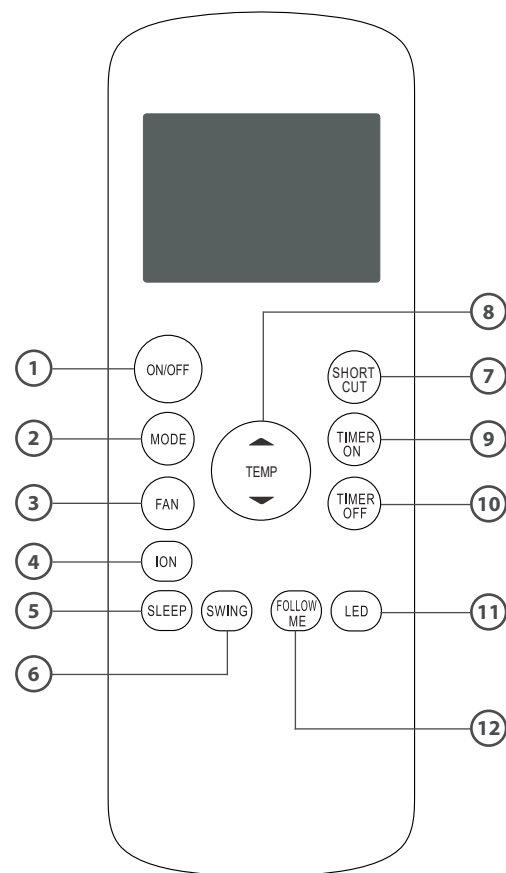 8
ON/OFF
SHORT
CUT
1
7
MODE
TEMP
TIMER
ON
2
9
FAN
TIMER
OFF
3
10
ION
4
SLEEP
SWING
FOLLOW
ME
LED
5
11
6
12